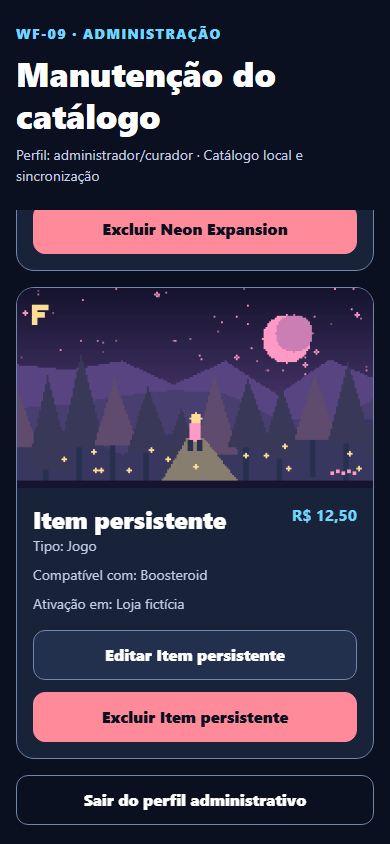 WF-09 · ADMINISTRAÇÃO
Manutenção do
catálogo
Perfil: administrador/curador · Catálogo local e
sincronização
Excluir Neon Expansion
F
Item persistente
R$ 12,50
Tipo: Jogo
Compatível com: Boosteroid
Ativação em: Loja fictícia
Editar Item persistente
Excluir Item persistente
Sair do perfil administrativo